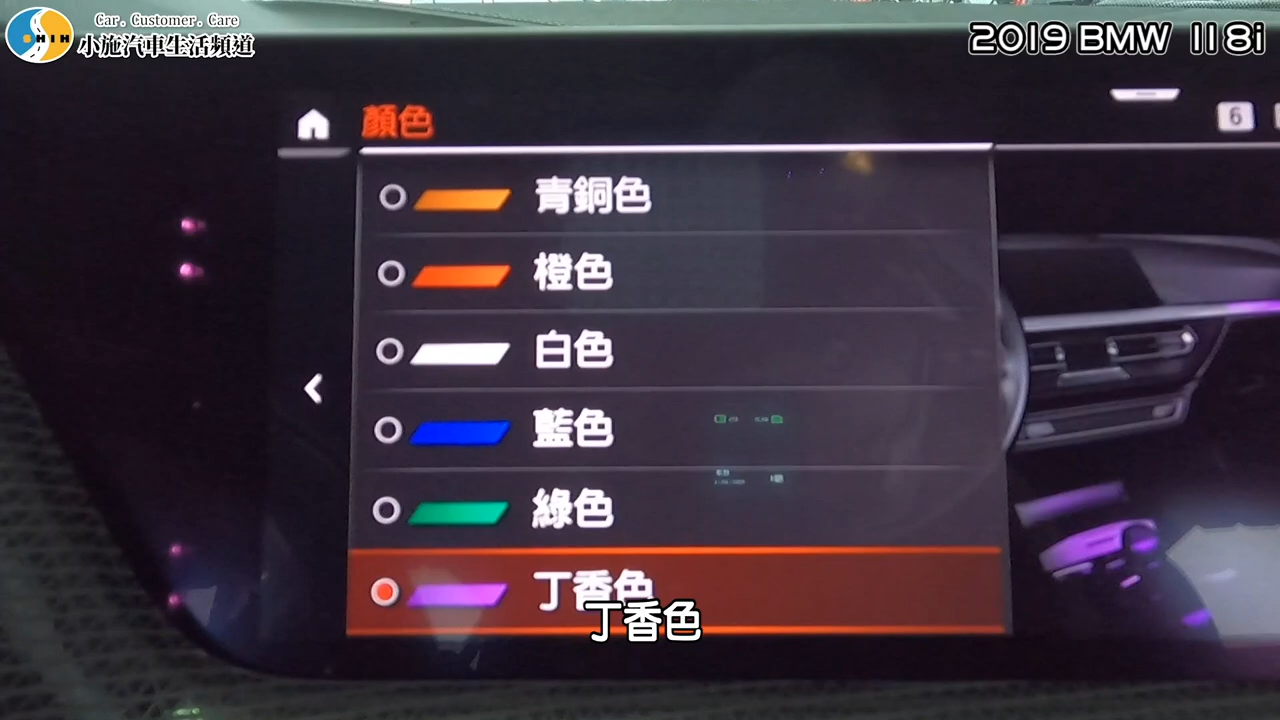 Car. Customer. Care
SHIH
小施汽車生活頻道
2019 BMW 118i
顏色
6
青銅色
橙色
白色
藍色
綠色
丁香色
丁香色